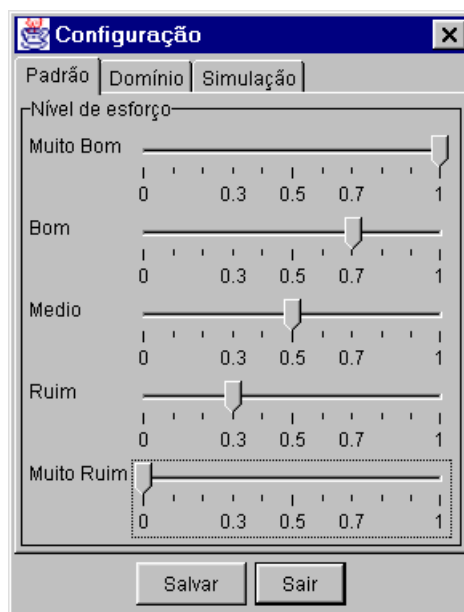 Configuração
Padrão Domínio Simulação
Nível de esforço
Muito Bom
0 0.3 0.5 0.7 1
Bom
0 0.3 0.5 0.7 1
Medio
0 0.3 0.5 0.7 1
Ruim
0 0.3 0.5 0.7 1
Muito Ruim
0 0.3 0.5 0.7 1
Salvar Sair